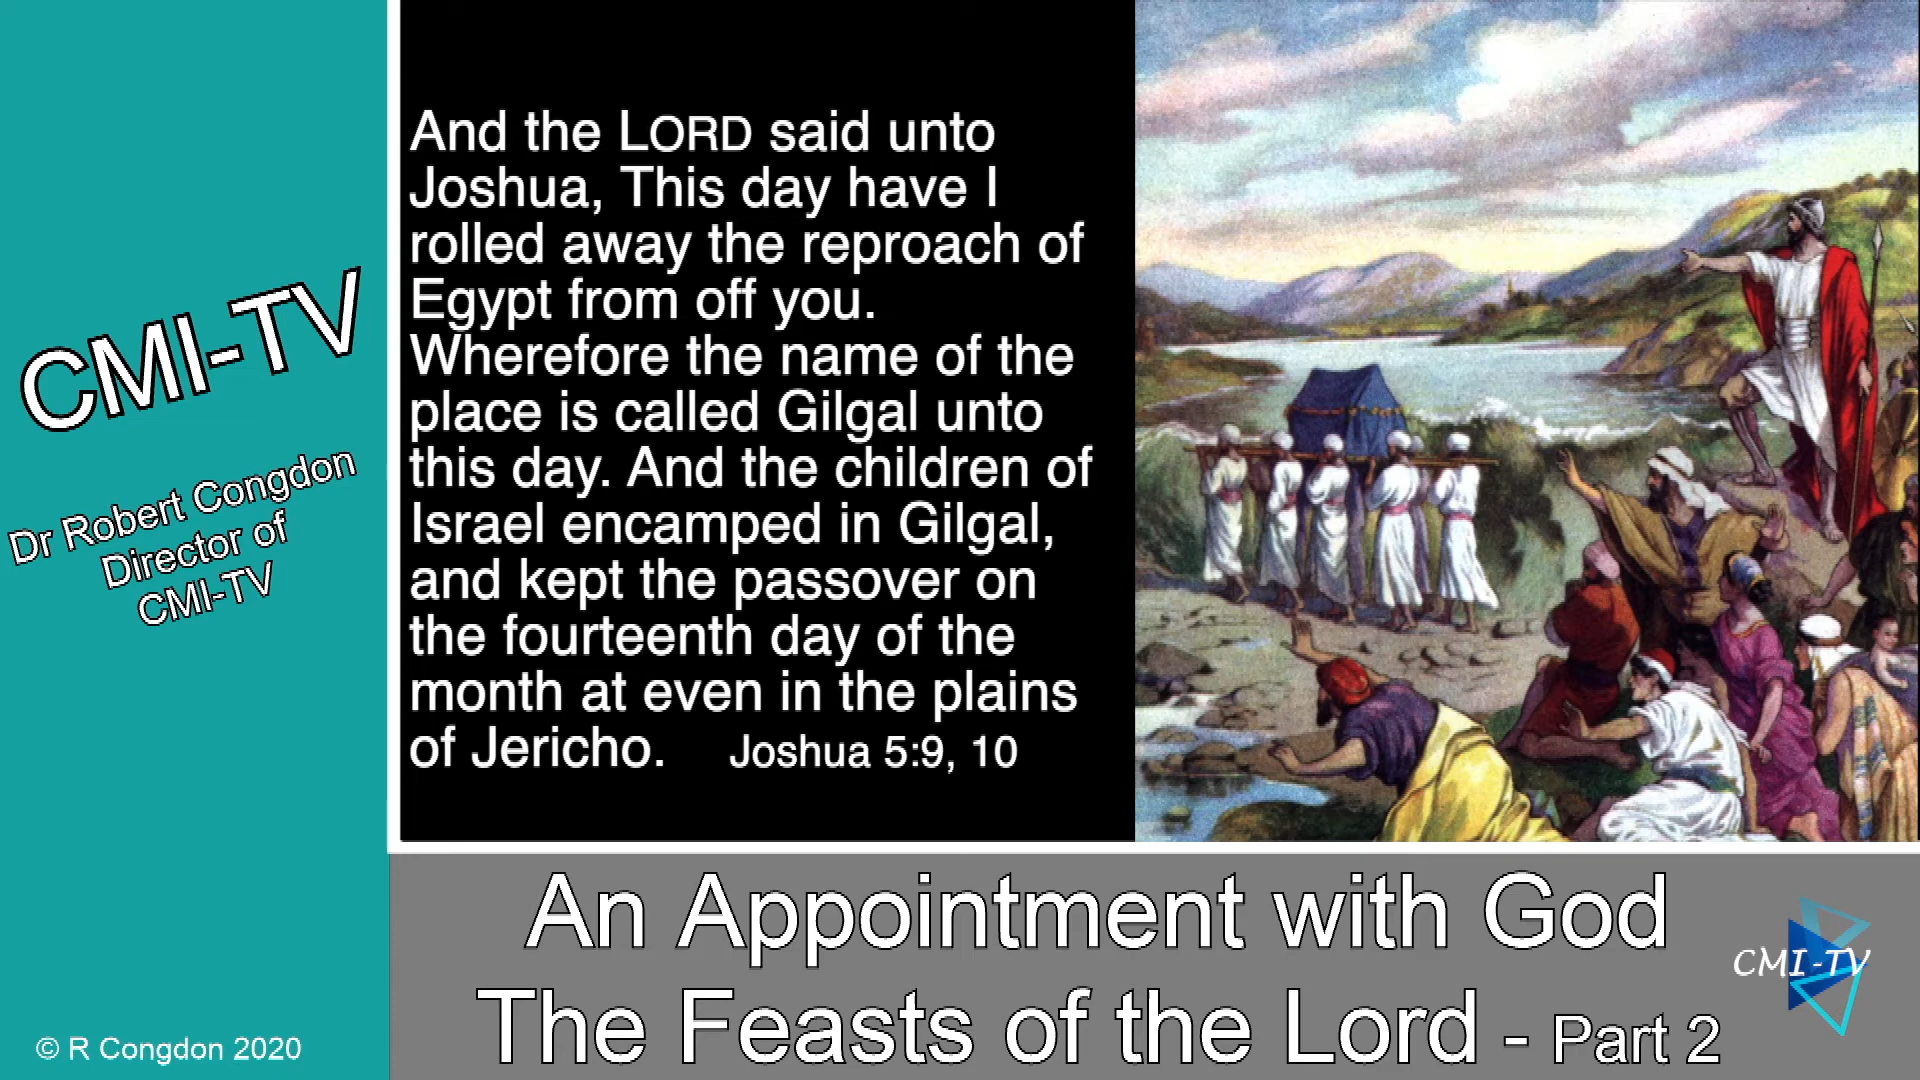 CMI-TV
Dr Robert Congdon
Director of
CMI-TV
© R Congdon 2020
And the LORD said unto
Joshua, This day have I
rolled away the reproach of
Egypt from off you.
Wherefore the name of the
place is called Gilgal unto
this day. And the children of
Israel encamped in Gilgal,
and kept the passover on
the fourteenth day of the
month at even in the plains
of Jericho. Joshua 5:9, 10
An Appointment with God
The Feasts of the Lord - Part 2
CMI-TV